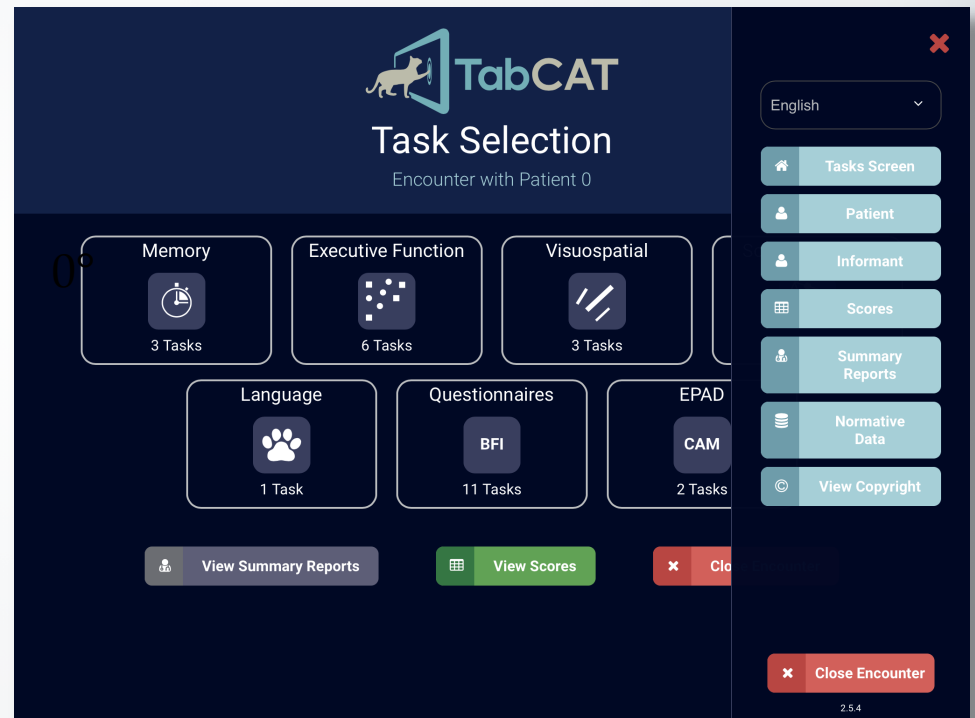 TabCAT
Task Selection
Encounter with Patient 0
0°
Memory
3 Tasks
Executive Function
6 Tasks
Visuospatial
3 Tasks
Language
1 Task
Questionnaires
BFI
11 Tasks
EPAD
CAM
2 Tasks
View Summary Reports
View Scores
Clo
English
Tasks Screen
Patient
Informant
Scores
Summary
Reports
Normative
Data
© View Copyright
Close Encounter
2.5.4